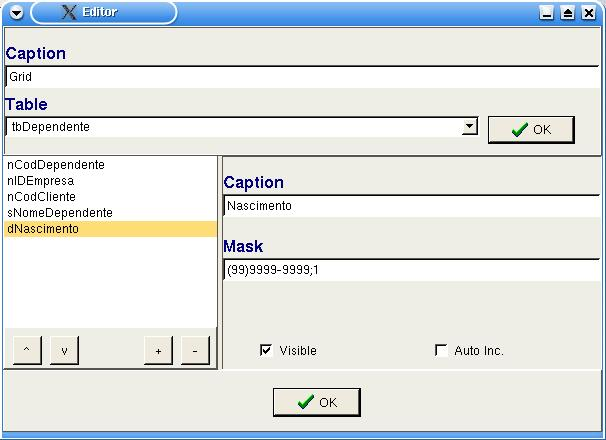 Editor
Caption
Grid
Table
tbDependente
OK
nCodDependente
nIDEmpresa
nCodCliente
sNomeDependente
dNascimento
Caption
Nascimento
Mask
(99)9999-9999;1
^ v + -
Visible
Auto Inc.
OK